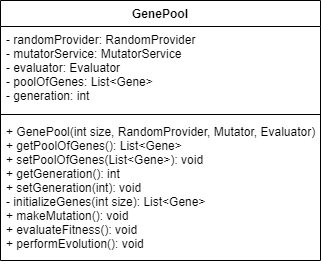 GenePool
- randomProvider: RandomProvider
- mutatorService: MutatorService
- evaluator: Evaluator
- poolOfGenes: List<Gene>
- generation: int
+ GenePool(int size, RandomProvider, Mutator, Evaluator)
+ getPoolOfGenes(): List<Gene>
+ setPoolOfGenes(List<Gene>): void
+ getGeneration(): int
+ setGeneration(int): void
- initializeGenes(int size): List<Gene>
+ makeMutation(): void
+ evaluateFitness(): void
+ performEvolution(): void